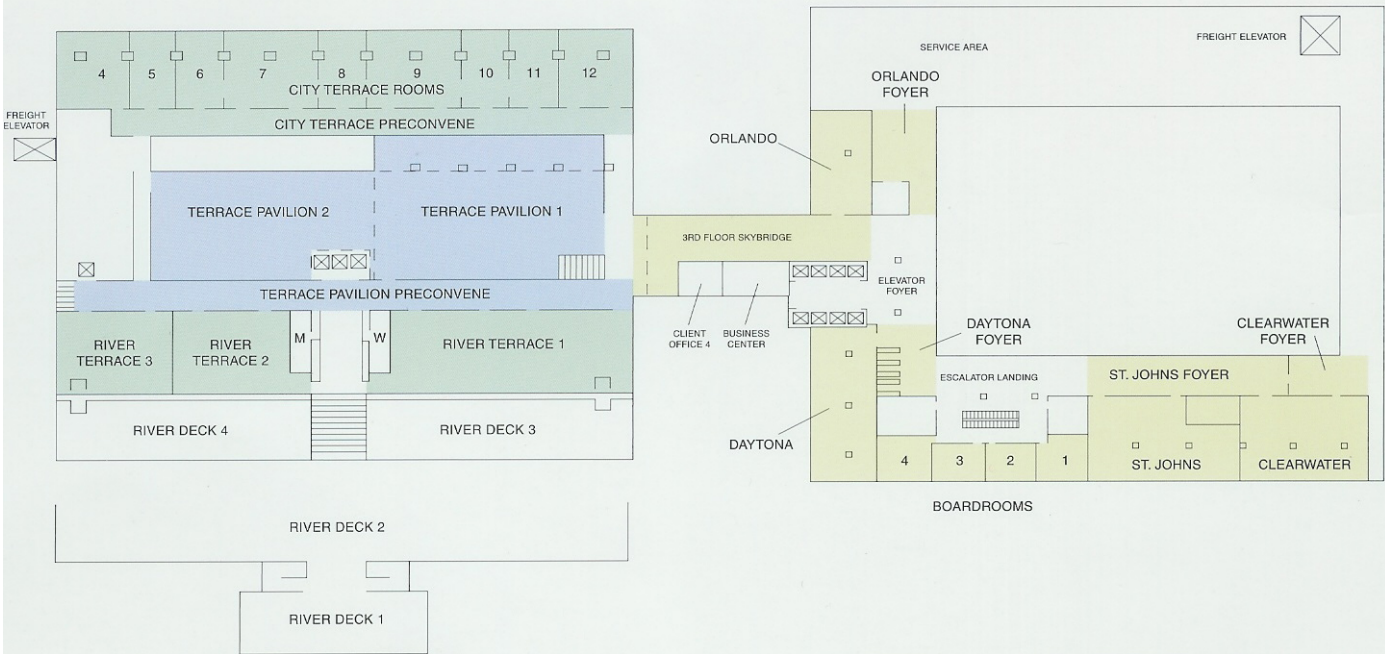 4
5
6
7
8
9
10
11
12
CITY TERRACE ROOMS
CITY TERRACE PRECONVENE
FREIGHT
ELEVATOR
TERRACE PAVILION 2
TERRACE PAVILION 1
TERRACE PAVILION PRECONVENE
RIVER
TERRACE 3
RIVER
TERRACE 2
M
W
RIVER TERRACE 1
RIVER DECK 4
RIVER DECK 3
RIVER DECK 2
RIVER DECK 1
SERVICE AREA
FREIGHT ELEVATOR
ORLANDO
FOYER
ORLANDO
3RD FLOOR SKYBRIDGE
ELEVATOR
FOYER
CLIENT
OFFICE 4
BUSINESS
CENTER
DAYTONA
FOYER
CLEARWATER
FOYER
ESCALATOR LANDING
ST. JOHNS FOYER
DAYTONA
4
3
2
1
ST. JOHNS
CLEARWATER
BOARDROOMS